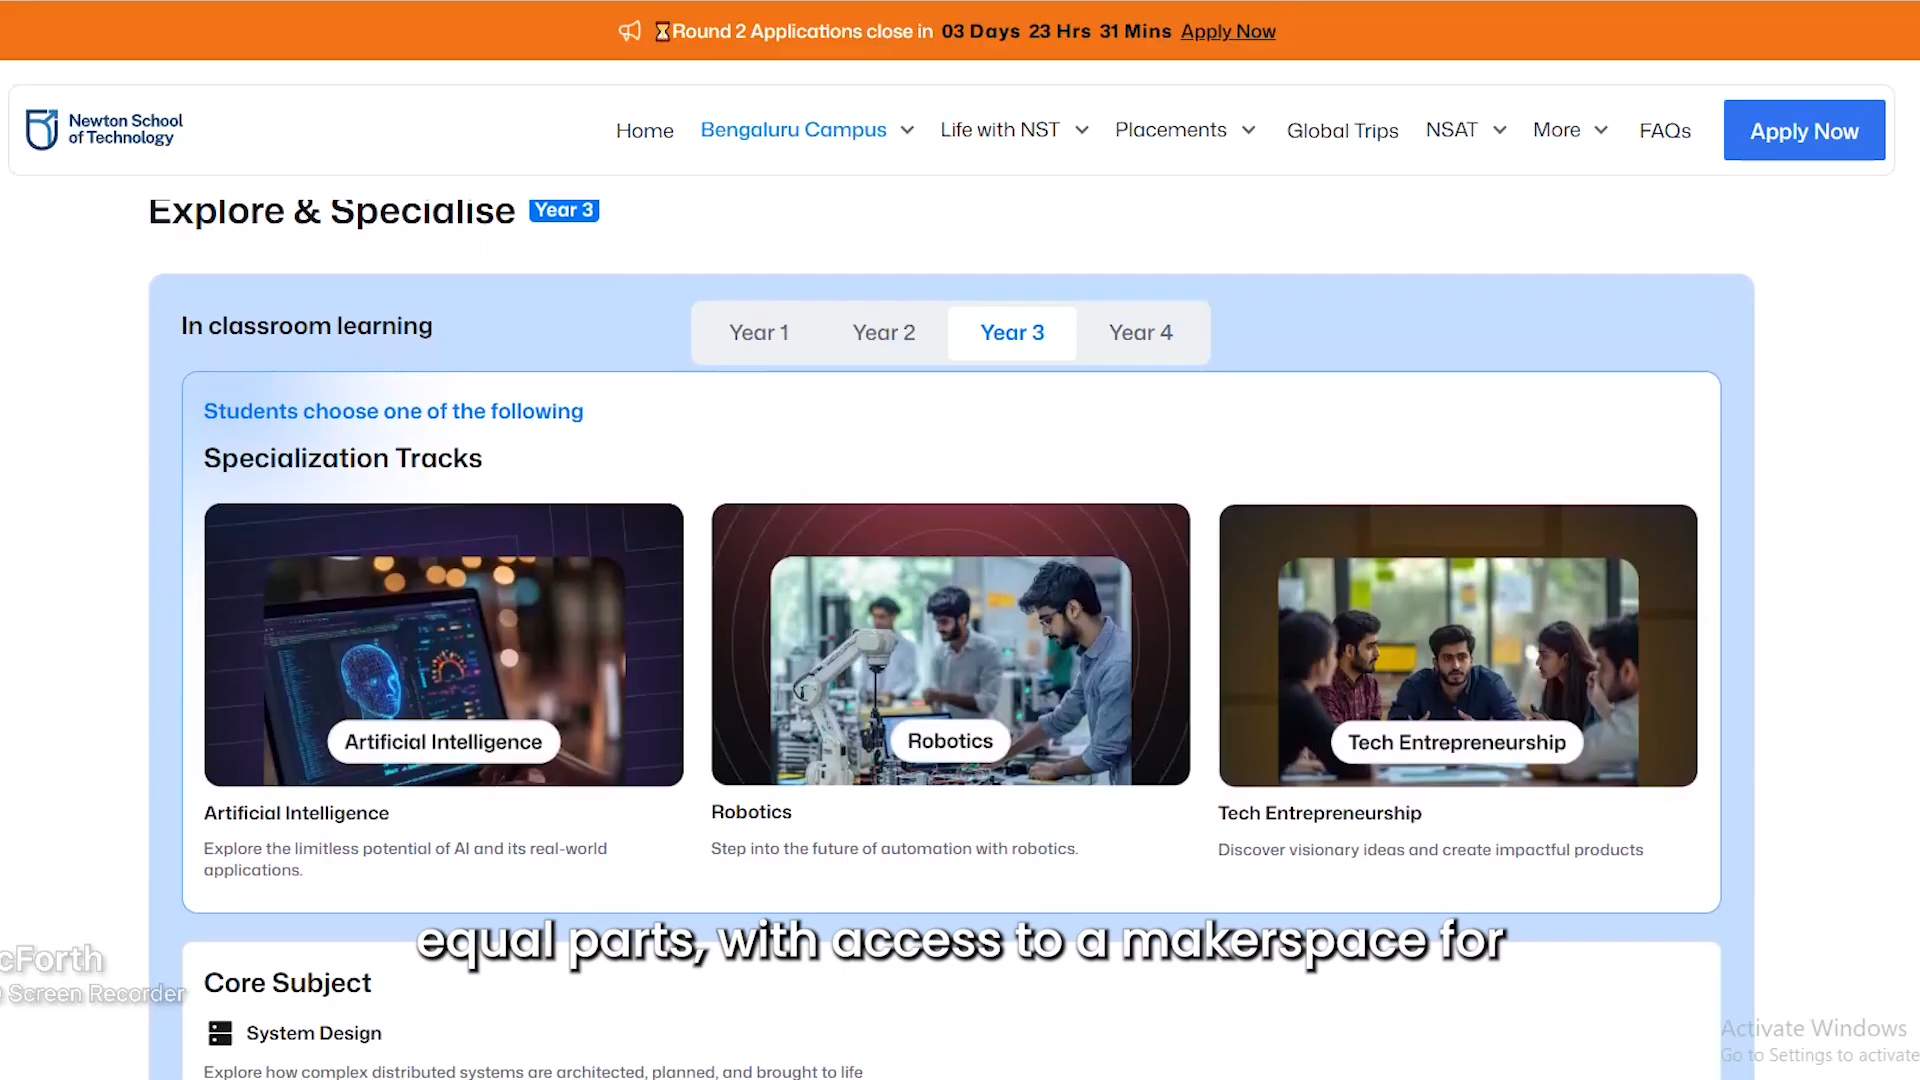 Round 2 Applications close in 03 Days 23 Hrs 31 Mins Apply Now
Newton School
of Technology
Home Bengaluru Campus Life with NST Placements Global Trips NSAT More FAQs Apply Now
Explore & Specialise Year 3
In classroom learning
Year 1 Year 2 Year 3 Year 4
Students choose one of the following
Specialization Tracks
Artificial Intelligence
Robotics
Tech Entrepreneurship
Artificial Intelligence
Explore the limitless potential of AI and its real-world
applications.
Robotics
Step into the future of automation with robotics.
Tech Entrepreneurship
Discover visionary ideas and create impactful products
equal parts, with access to a makerspace for
cForth
Screen Recorder
Core Subject
System Design
Explore how complex distributed systems are architected, planned, and brought to life
Activate Windows
Go to Settings to activate